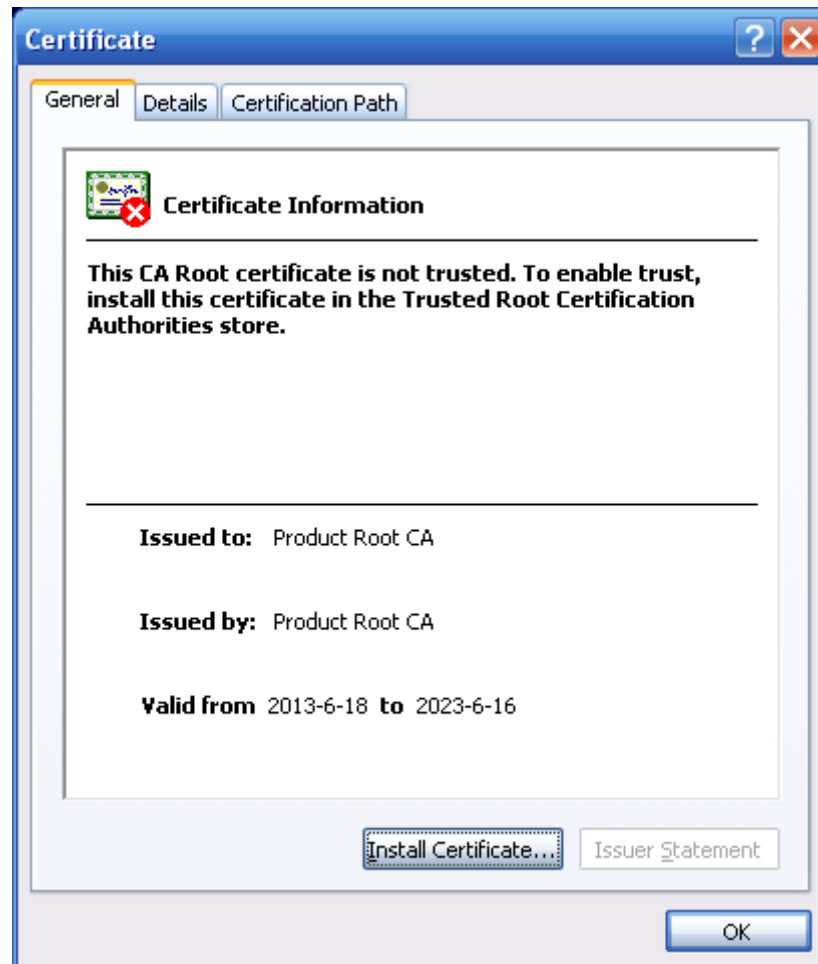 Certificate
General Details Certification Path
Certificate Information
This CA Root certificate is not trusted. To enable trust,
install this certificate in the Trusted Root Certification
Authorities store.
Issued to: Product Root CA
Issued by: Product Root CA
Valid from 2013-6-18 to 2023-6-16
Install Certificate... Issuer Statement
OK